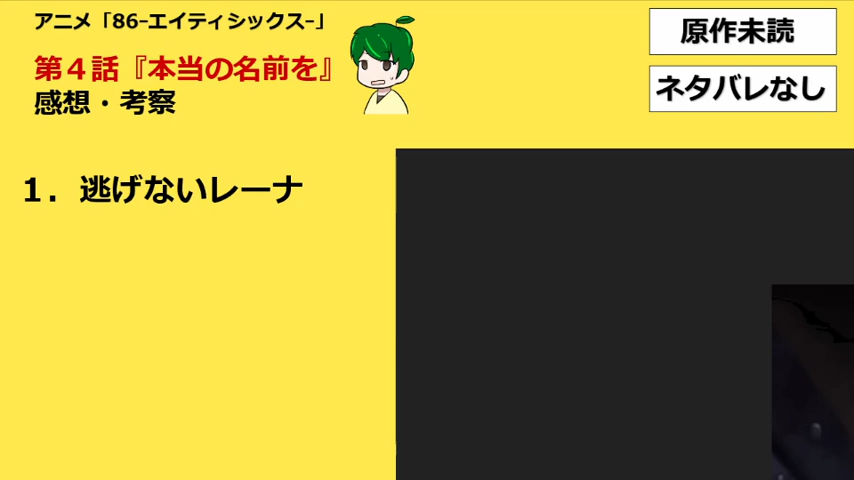 アニメ「86-エイティシックス-」
第４話『本当の名前を』
感想・考察
原作未読
ネタバレなし
１．逃げないレーナ